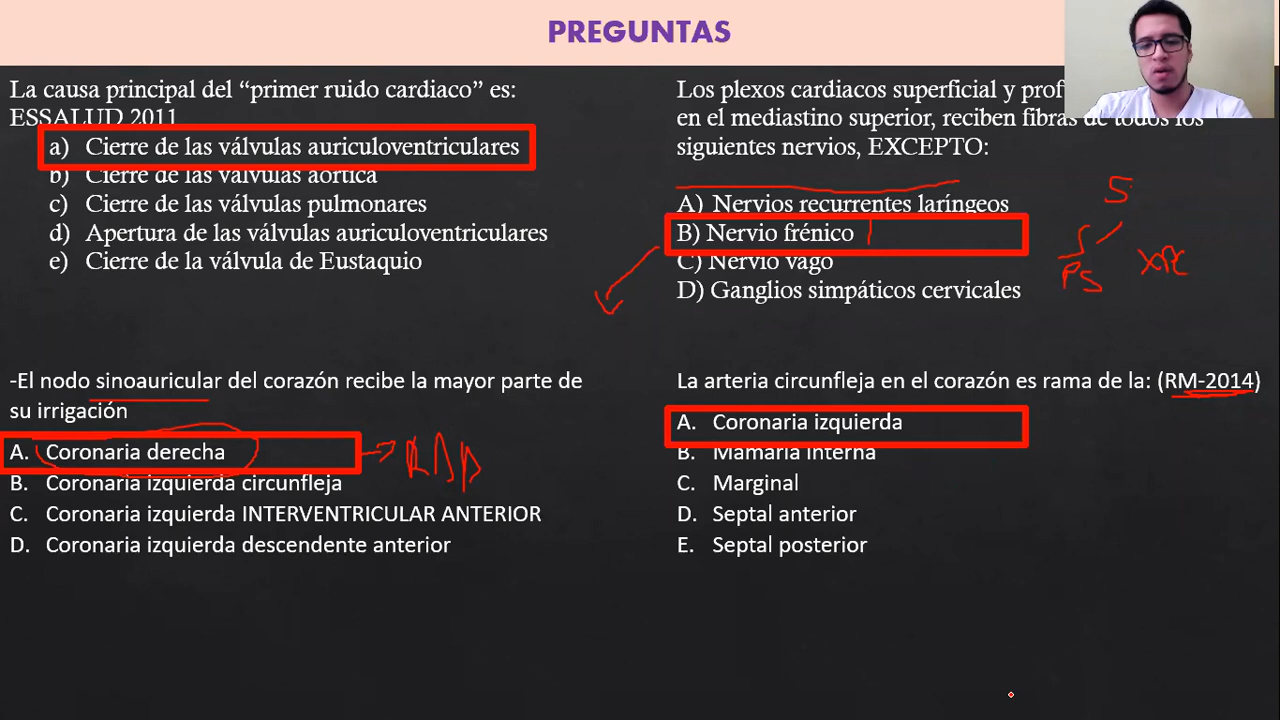 PREGUNTAS
La causa principal del “primer ruido cardiaco” es:
ESSALUD 2011
a) Cierre de las válvulas auriculoventriculares
b) Cierre de las válvulas aortica
c) Cierre de las válvulas pulmonares
d) Apertura de las válvulas auriculoventriculares
e) Cierre de la válvula de Eustaquio
Los plexos cardiacos superficial y
en el mediastino superior, reciben fibras de todos los
siguientes nervios, EXCEPTO:
A) Nervios recurrentes laríngeos
B) Nervio frénico
C) Nervio vago
D) Ganglios simpáticos cervicales
S
PS
-El nodo sinoauricular del corazón recibe la mayor parte de
su irrigación
A. Coronaria derecha
B. Coronaria izquierda circunfleja
C. Coronaria izquierda INTERVENTRICULAR ANTERIOR
D. Coronaria izquierda descendente anterior
La arteria circunfleja en el corazón es rama de la: (RM-2014)
A. Coronaria izquierda
B. Mamaria interna
C. Marginal
D. Septal anterior
E. Septal posterior